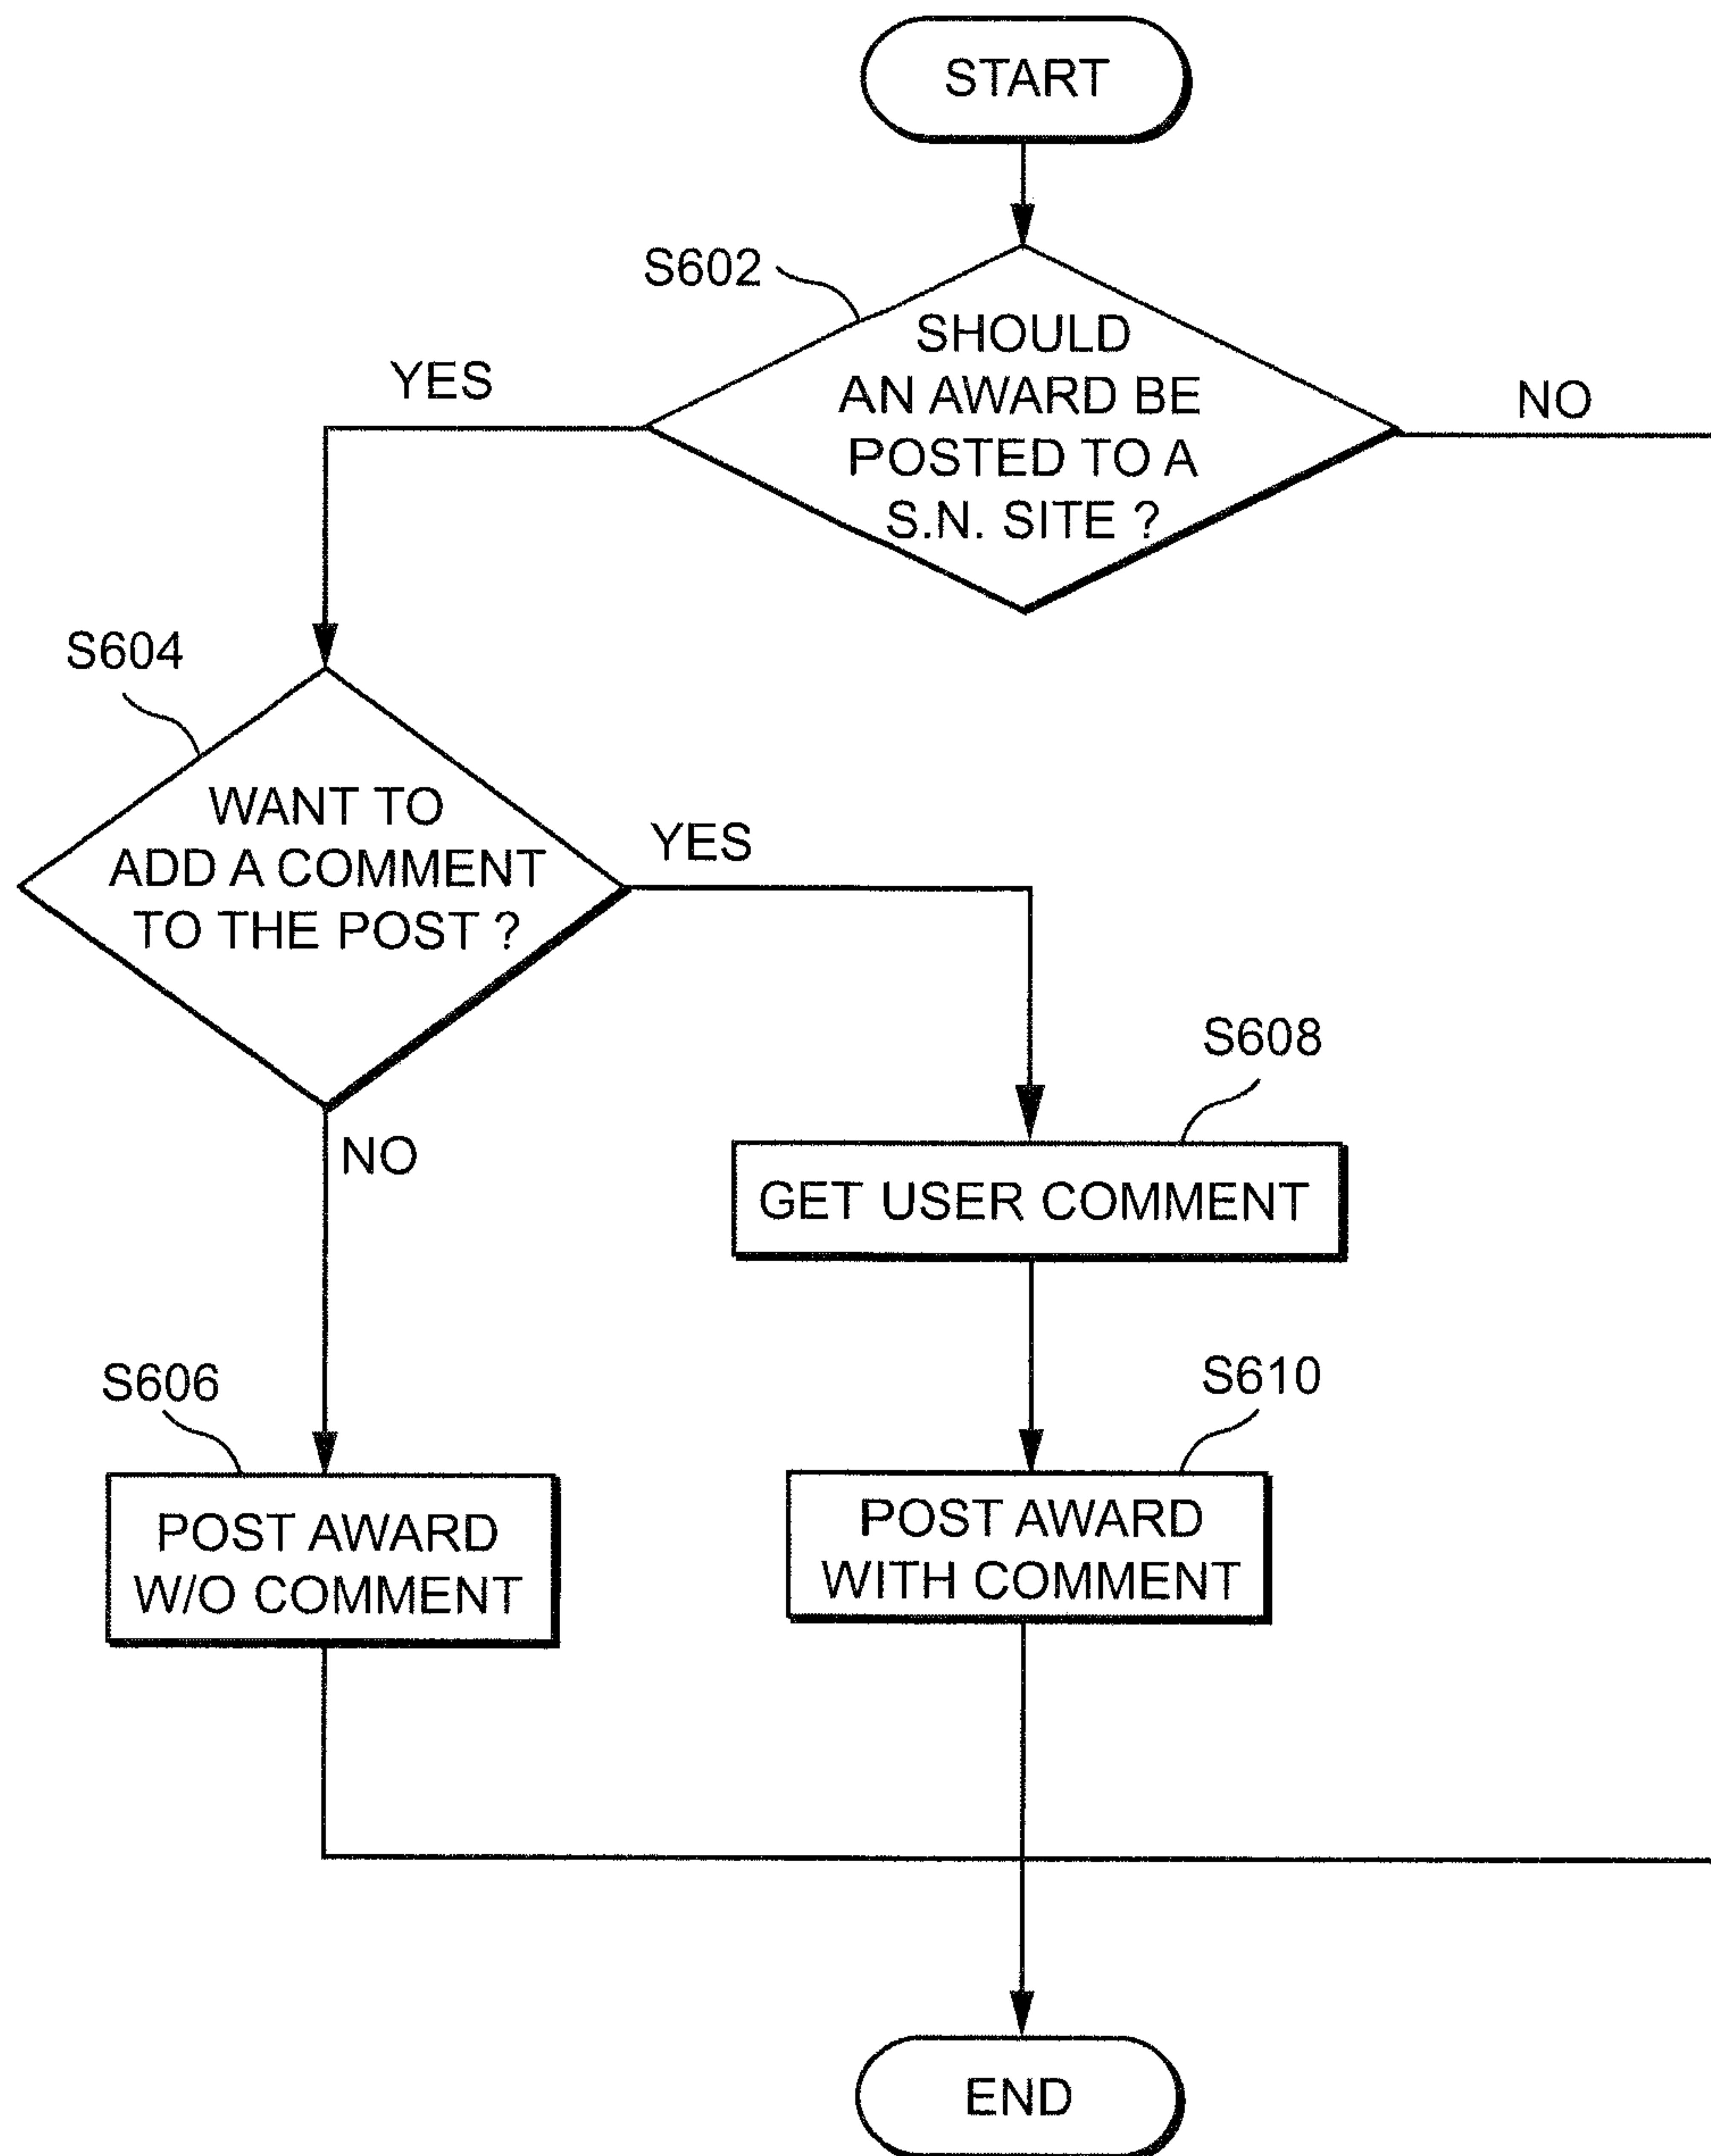 START
S602
SHOULD
AN AWARD BE
POSTED TO A
S.N. SITE ?
YES
NO
S604
WANT TO
ADD A COMMENT
TO THE POST ?
YES
NO
S608
GET USER COMMENT
S606
POST AWARD
W/O COMMENT
S610
POST AWARD
WITH COMMENT
END